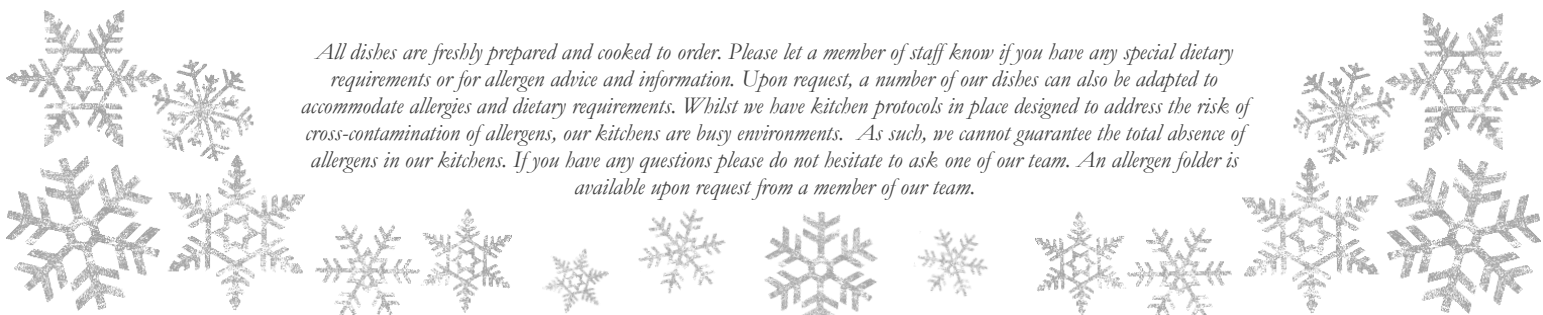 All dishes are freshly prepared and cooked to order. Please let a member of staff know if you have any special dietary
requirements or for allergen advice and information. Upon request, a number of our dishes can also be adapted to
accommodate allergies and dietary requirements. Whilst we have kitchen protocols in place designed to address the risk of
cross-contamination of allergens, our kitchens are busy environments.  As such, we cannot guarantee the total absence of
allergens in our kitchens. If you have any questions please do not hesitate to ask one of our team. An allergen folder is
available upon request from a member of our team.